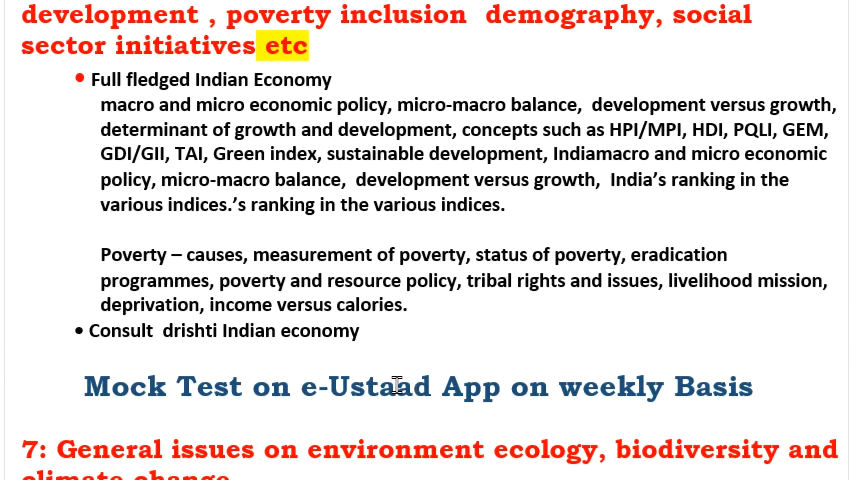 development , poverty inclusion  demography, social
sector initiatives etc
• Full fledged Indian Economy
macro and micro economic policy, micro-macro balance,  development versus growth,
determinant of growth and development, concepts such as HPI/MPI, HDI, PQLI, GEM,
GDI/GII, TAI, Green index, sustainable development, Indiamacro and micro economic
policy, micro-macro balance,  development versus growth,  India’s ranking in the
various indices.’s ranking in the various indices.
Poverty – causes, measurement of poverty, status of poverty, eradication
programmes, poverty and resource policy, tribal rights and issues, livelihood mission,
deprivation, income versus calories.
• Consult  drishti Indian economy
Mock Test on e-Ustaad App on weekly Basis
7: General issues on environment ecology, biodiversity and
climate change